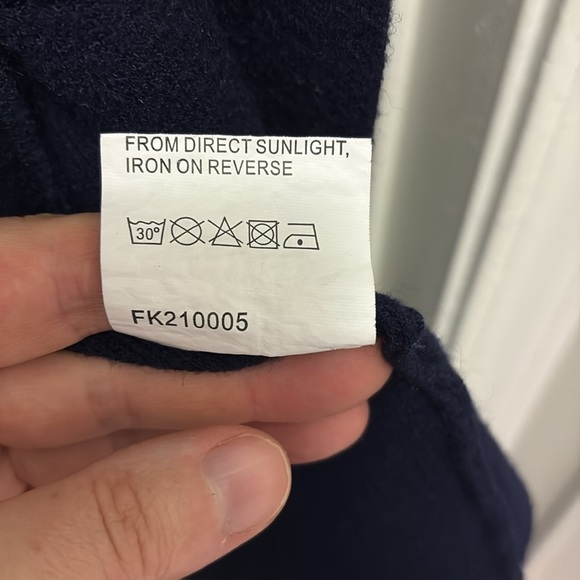 FROM DIRECT SUNLIGHT,
IRON ON REVERSE
30°
FK210005